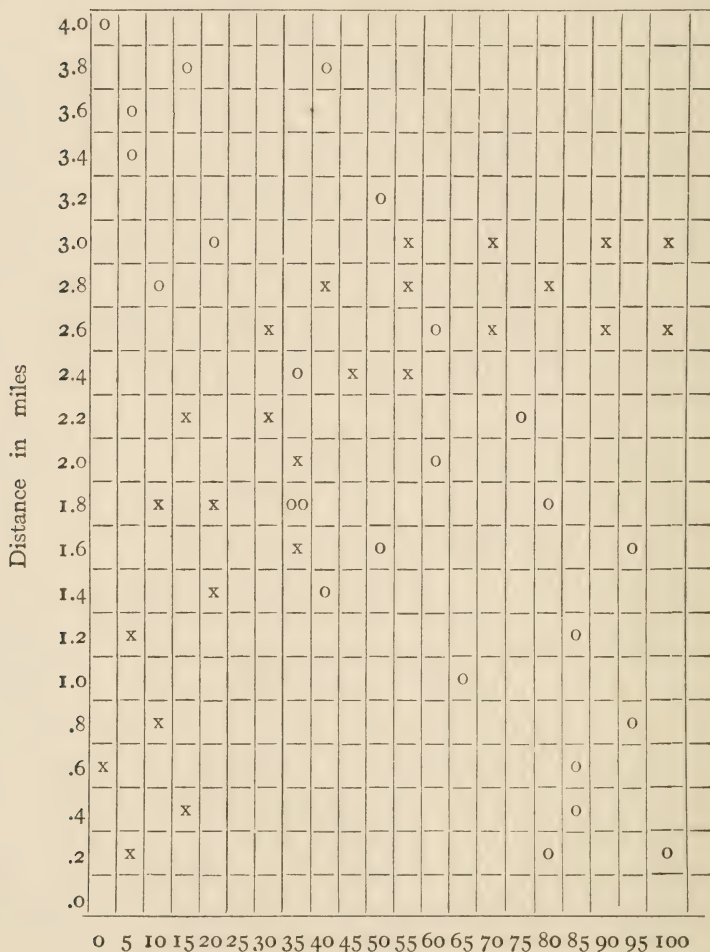 4.0 o
3.8 o o
3.6 o
3.4 o
3.2 o
3.0 o x x x x
2.8 o x x x
2.6 x o x x x
2.4 o x x
2.2 x x o
2.0 x o
1.8 x x oo o
1.6 x o o
1.4 x o
1.2 x o
1.0 o
.8 x o
.6 x o
.4 x o
.2 x o o
.0
0 5 10 15 20 25 30 35 40 45 50 55 60 65 70 75 80 85 90 95 100
Distance in miles